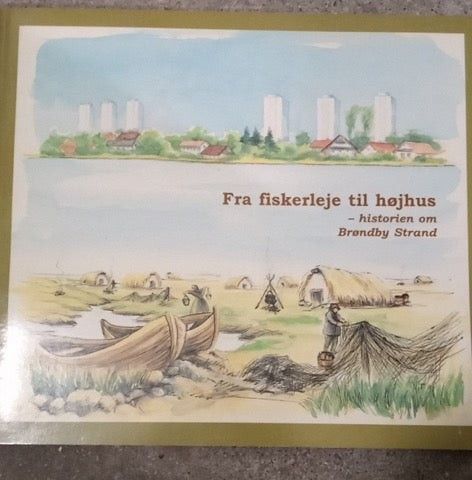 Fra fiskerleje til højhus
– historien om
Brøndby Strand